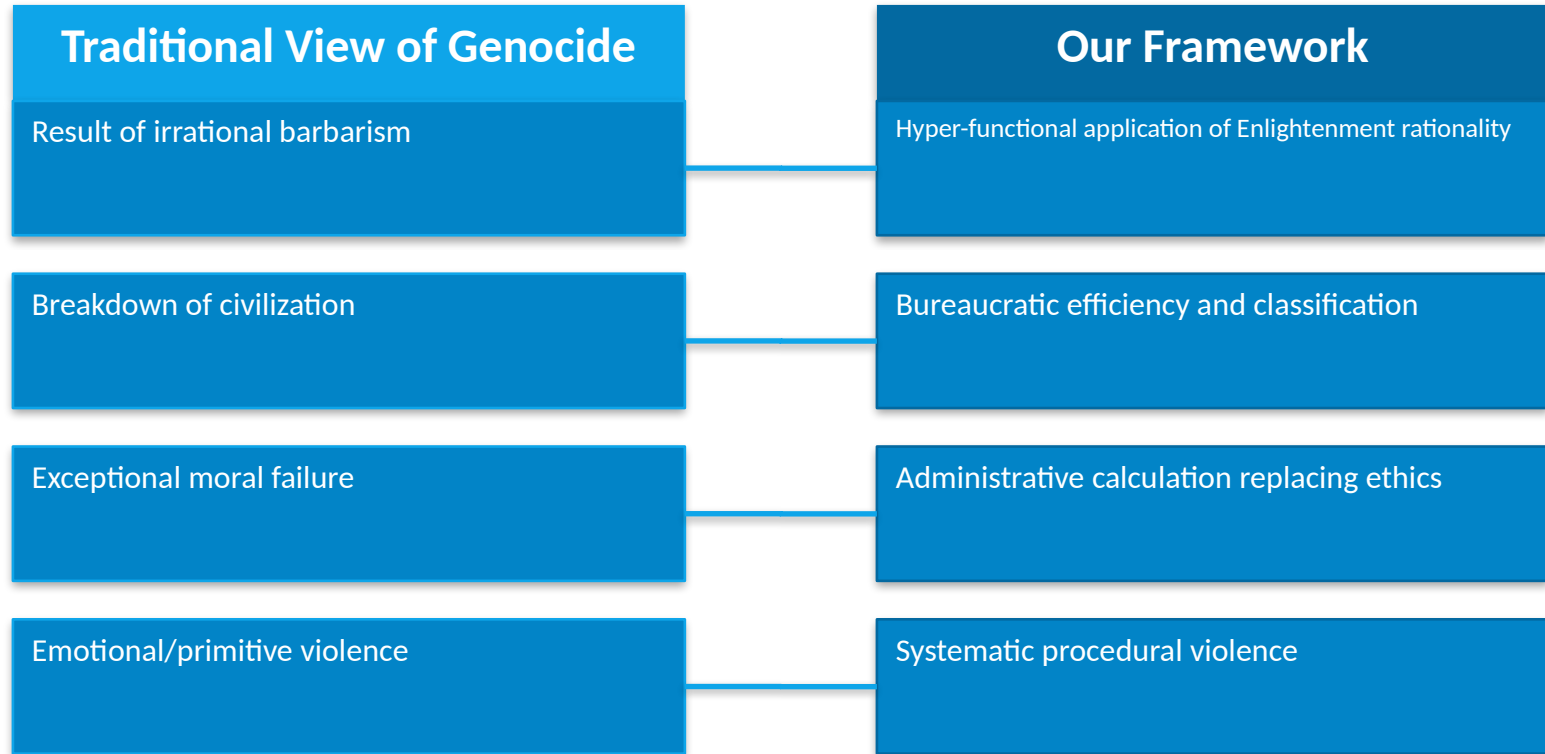 Traditional View of Genocide
Our Framework
Result of irrational barbarism
Hyper-functional application of Enlightenment rationality
Breakdown of civilization
Bureaucratic efficiency and classification
Exceptional moral failure
Administrative calculation replacing ethics
Emotional/primitive violence
Systematic procedural violence